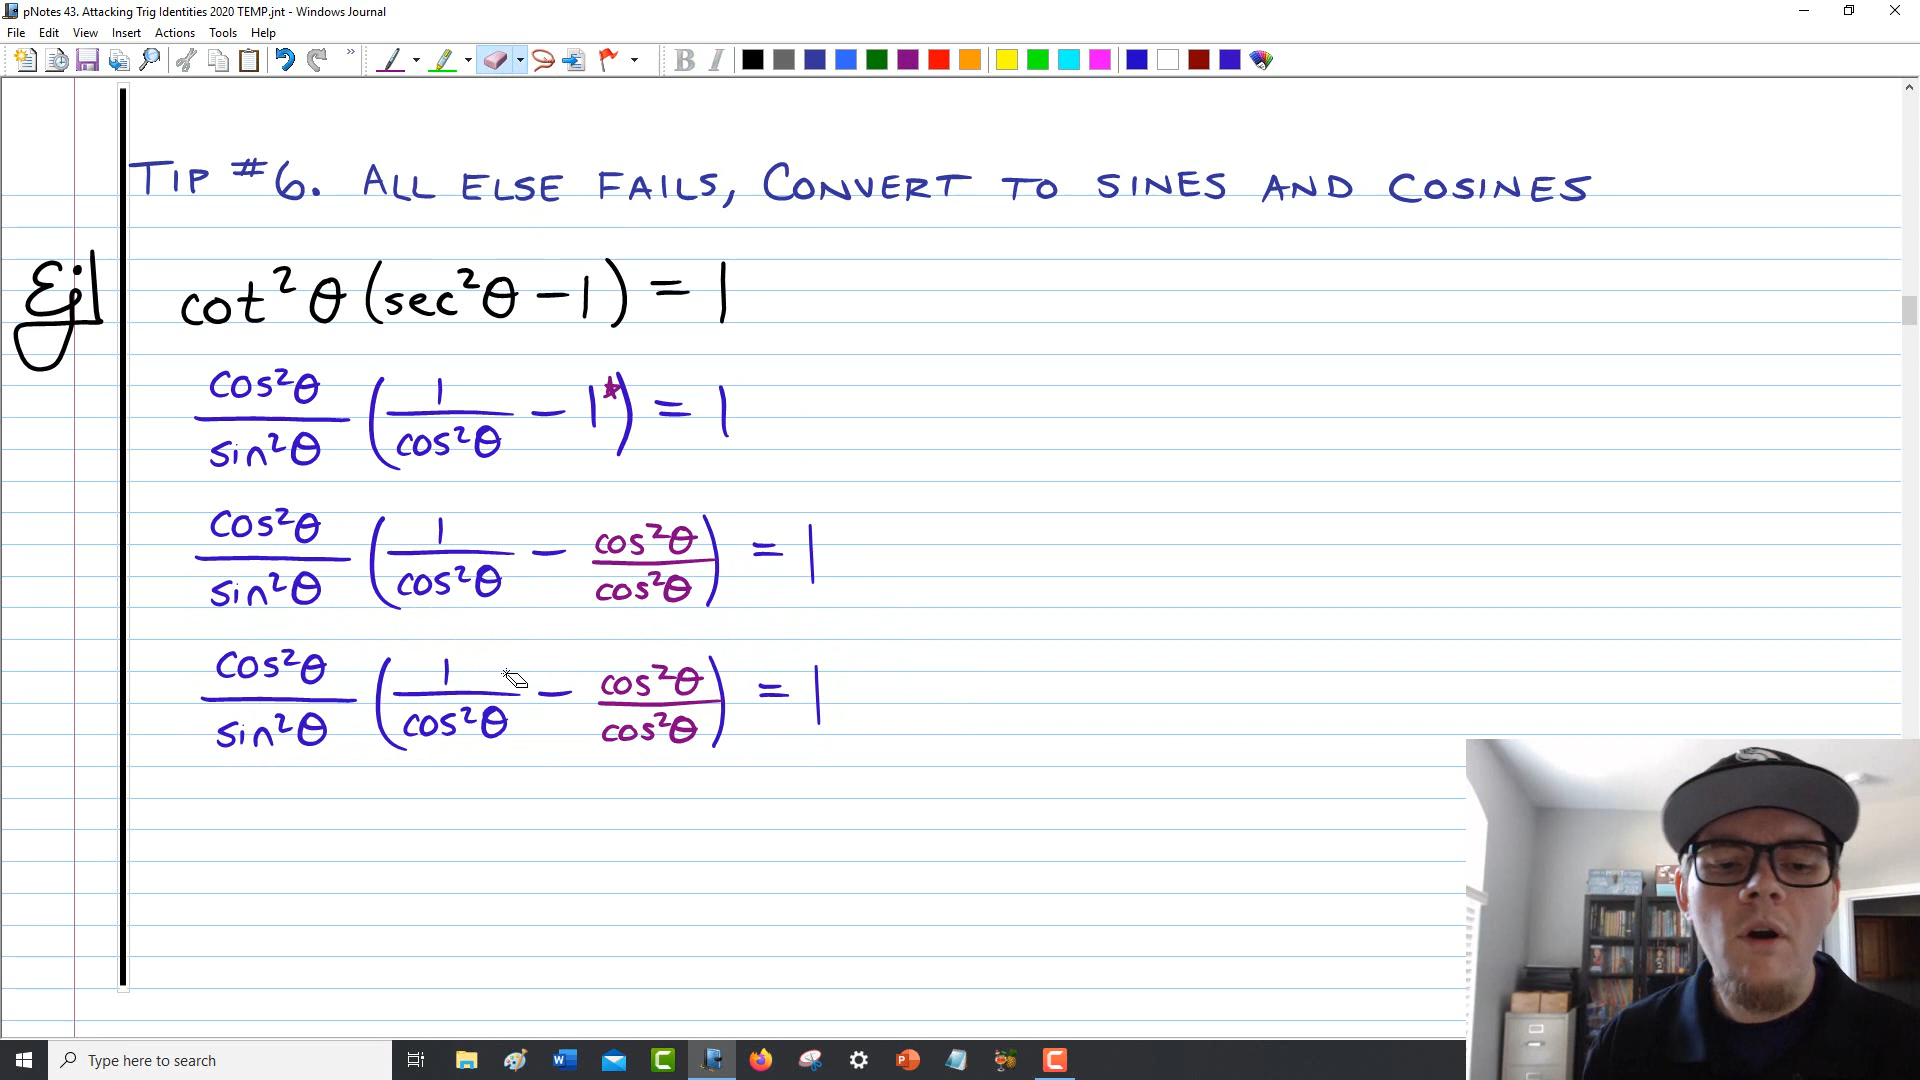 pNotes 43. Attacking Trig Identities 2020 TEMP.jnt - Windows Journal
File Edit View Insert Actions Tools Help
B I
TIP #6. ALL ELSE FAILS, CONVERT TO SINES AND COSINES
Ej1 cot²θ(sec²θ-1) = 1
cos²θ/sin²θ (1/cos²θ - 1*) = 1
cos²θ/sin²θ (1/cos²θ - cos²θ/cos²θ) = 1
cos²θ/sin²θ (1/cos²θ - cos²θ/cos²θ) = 1
Type here to search